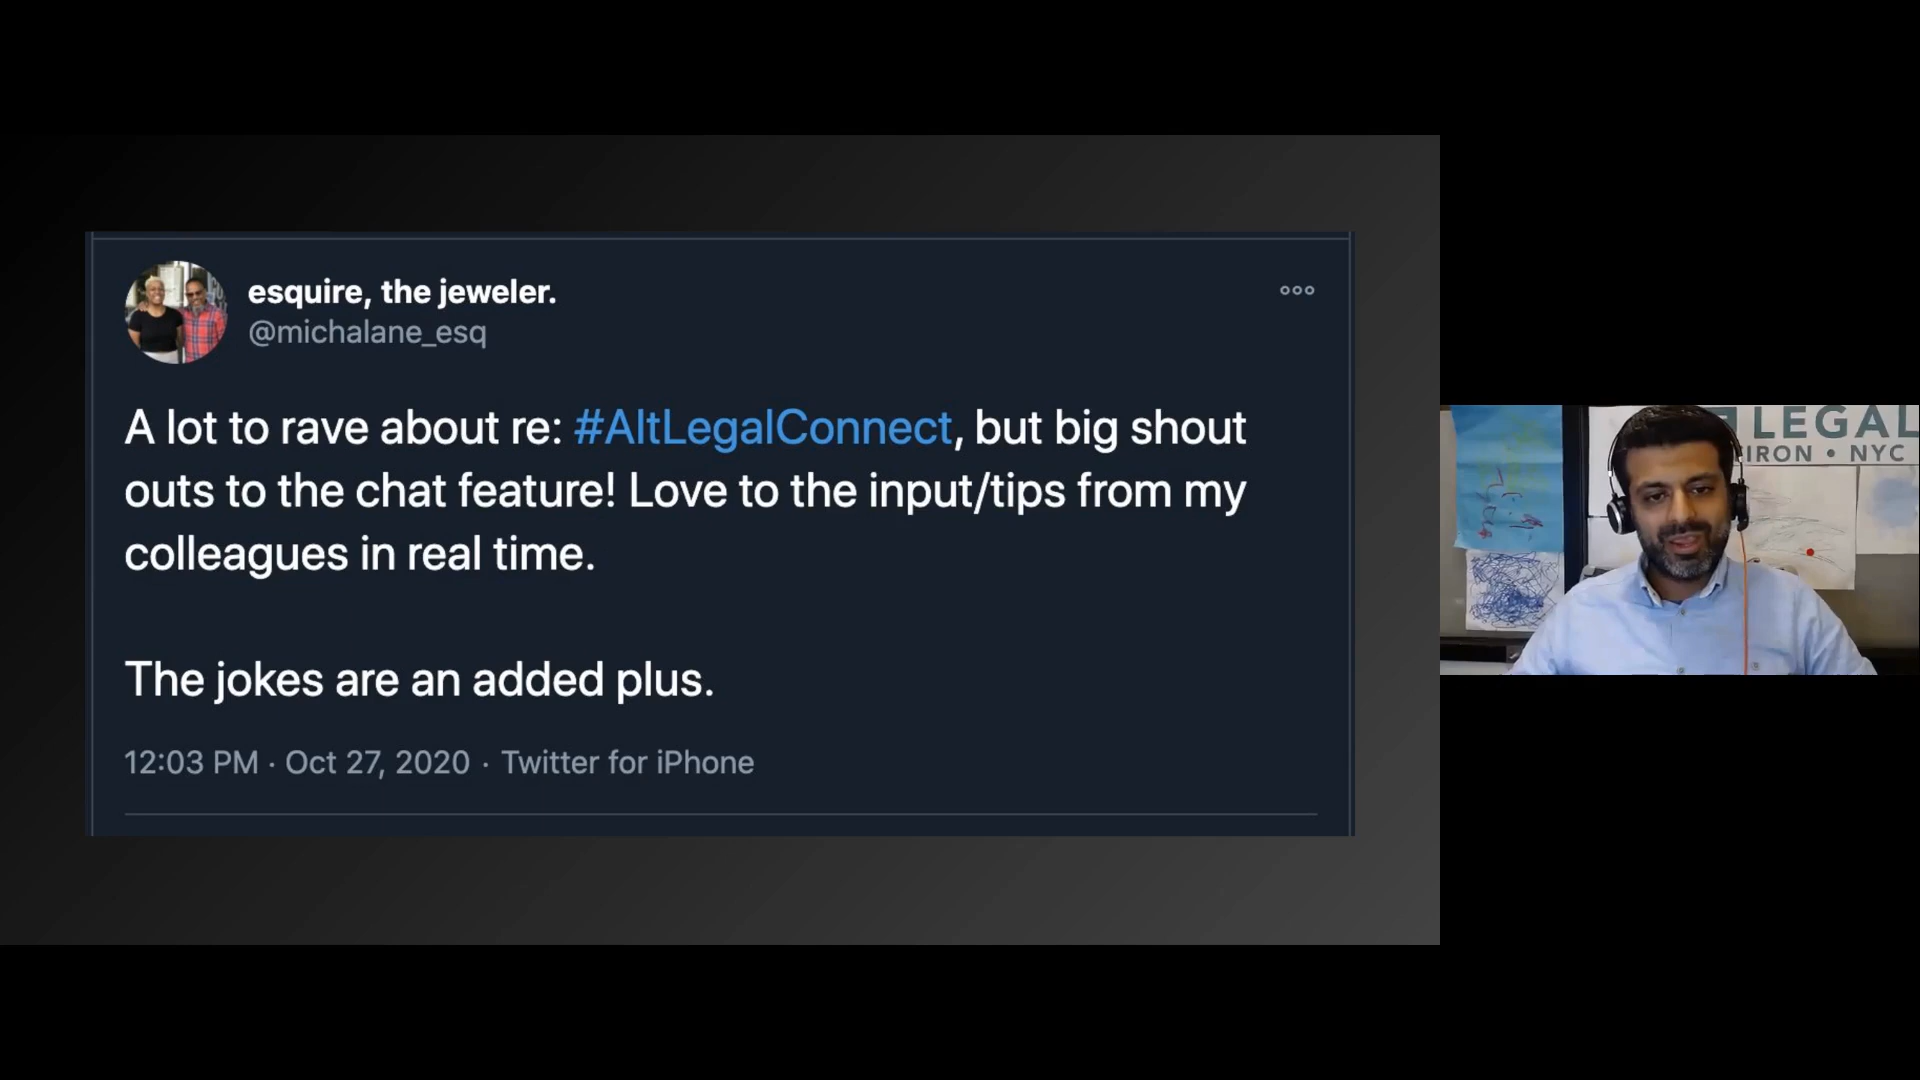 esquire, the jeweler.
@michalane_esq
A lot to rave about re: #AltLegalConnect, but big shout
outs to the chat feature! Love to the input/tips from my
colleagues in real time.
The jokes are an added plus.
12:03 PM · Oct 27, 2020 · Twitter for iPhone
LEGAL
IRON • NYC